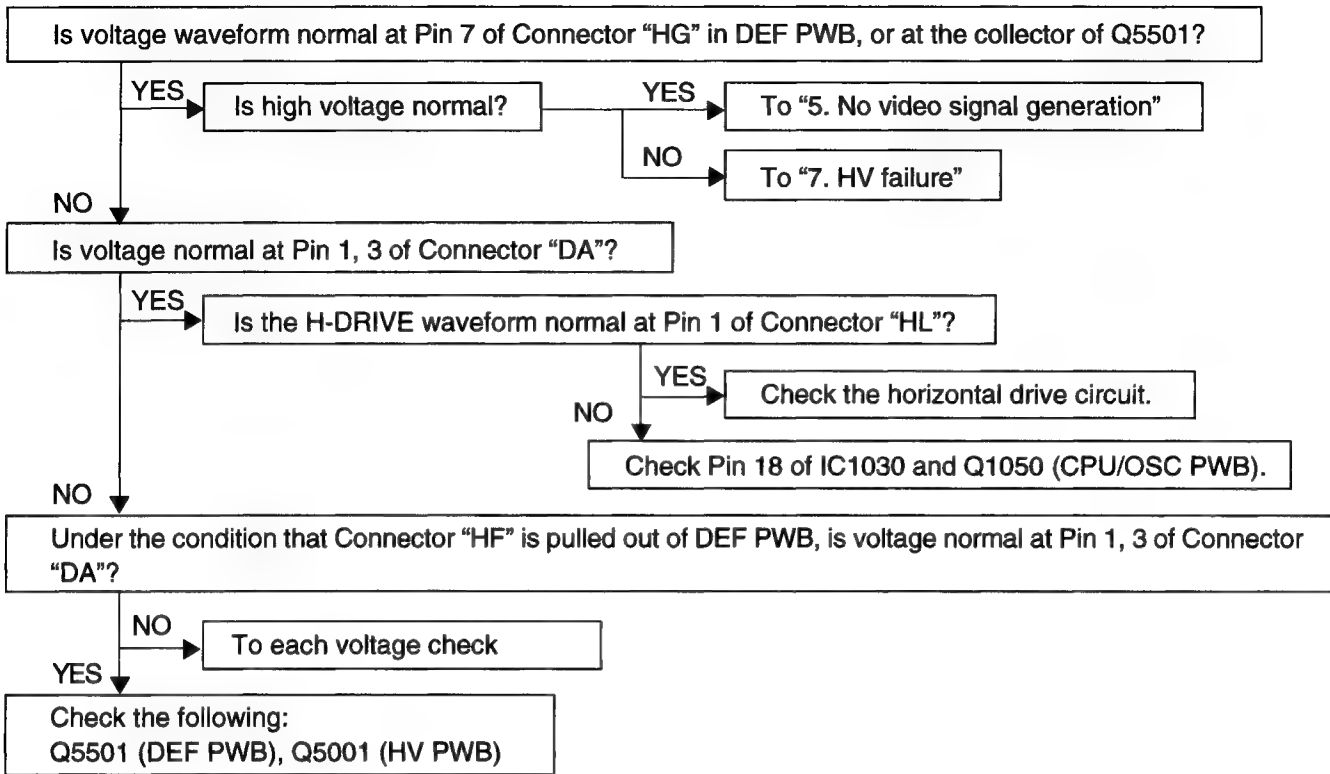 Is voltage waveform normal at Pin 7 of Connector “HG” in DEF PWB, or at the collector of Q5501?
YES
Is high voltage normal?
YES
To “5. No video signal generation”
NO
To “7. HV failure”
NO
Is voltage normal at Pin 1, 3 of Connector “DA”?
YES
Is the H-DRIVE waveform normal at Pin 1 of Connector “HL”?
YES
Check the horizontal drive circuit.
NO
Check Pin 18 of IC1030 and Q1050 (CPU/OSC PWB).
NO
Under the condition that Connector “HF” is pulled out of DEF PWB, is voltage normal at Pin 1, 3 of Connector
“DA”?
NO
To each voltage check
YES
Check the following:
Q5501 (DEF PWB), Q5001 (HV PWB)